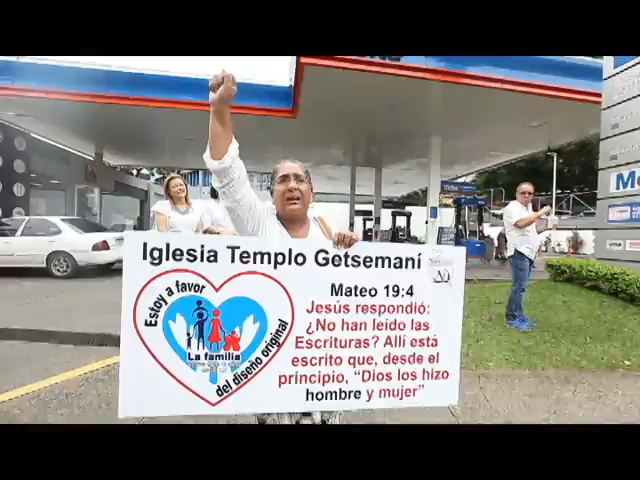 Iglesia Templo Getsemaní
Estoy a favor
La familia
del diseño original
Mateo 19:4
Jesús respondió:
¿No han leído las
Escrituras? Allí está
escrito que, desde el
principio, “Dios los hizo
hombre y mujer”